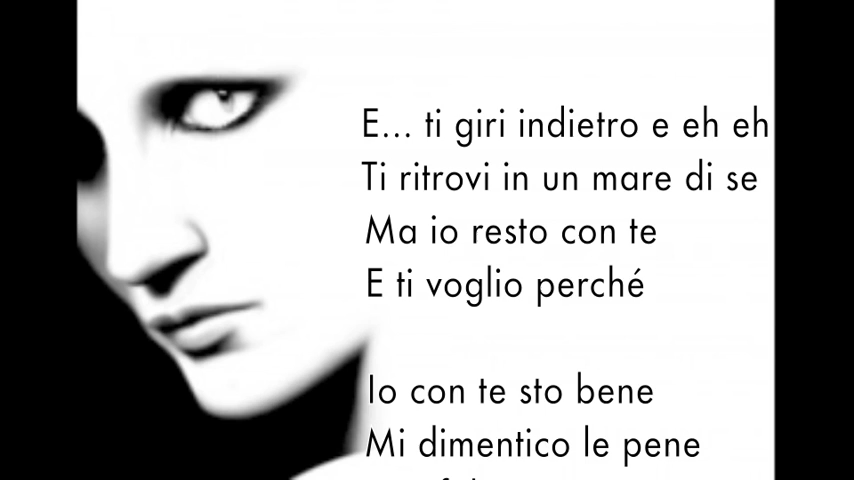 E... ti giri indietro e eh eh
Ti ritrovi in un mare di se
Ma io resto con te
E ti voglio perché
Io con te sto bene
Mi dimentico le pene